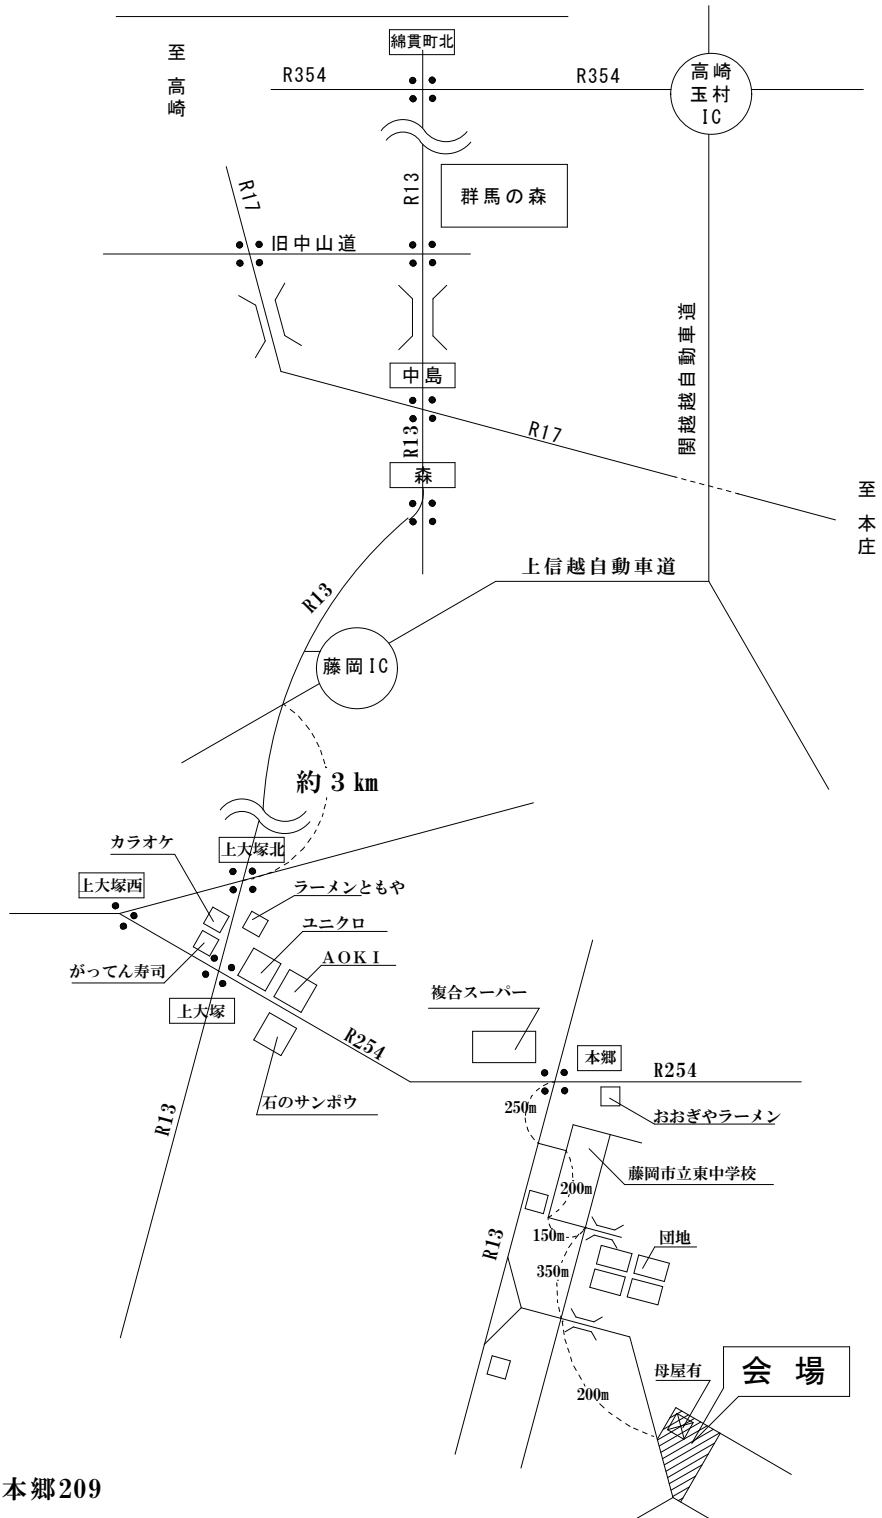 綿貫町北
至 高崎
R354
R354
高崎
玉村
IC
R13
群馬の森
R17
旧中山道
関越越自動車道
中島
R13
R17
森
至 本庄
上信越自動車道
R13
藤岡IC
約3km
カラオケ
上大塚北
上大塚西
ラーメンともや
ユニクロ
AOKI
がってん寿司
上大塚
複合スーパー
R254
本郷
R254
石のサンポウ
R13
250m
おおぎやラーメン
藤岡市立東中学校
200m
150m
団地
R13
350m
母屋有
会場
200m
本郷209